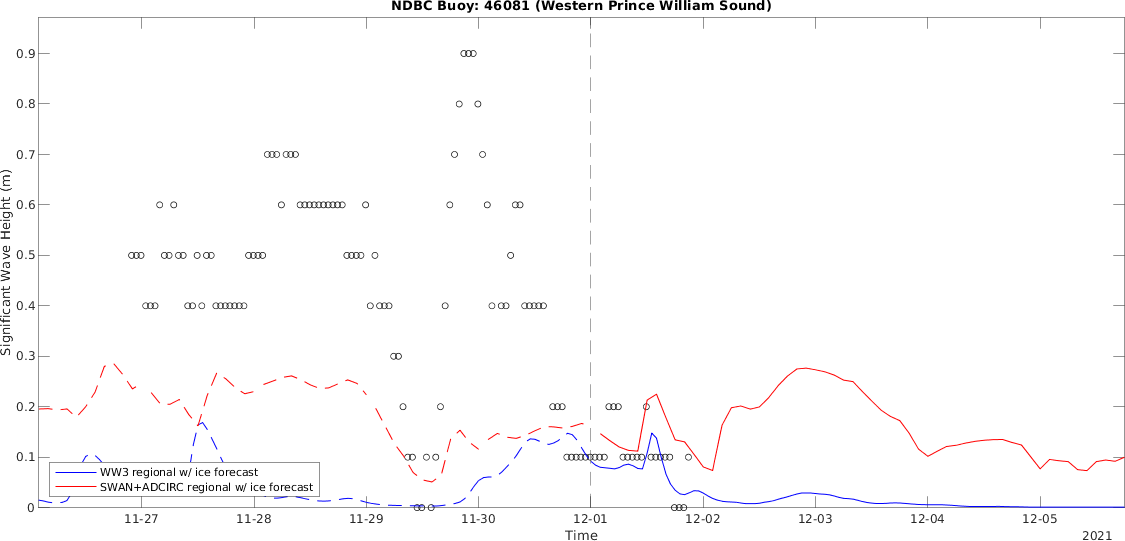 NDBC Buoy: 46081 (Western Prince William Sound)
Significant Wave Height (m)
0.9
0.8
0.7
0.6
0.5
0.4
0.3
0.2
0.1
0
WW3 regional w/ ice forecast
SWAN+ADCIRC regional w/ ice forecast
11-27 11-28 11-29 11-30 12-01 12-02 12-03 12-04 12-05
Time
2021